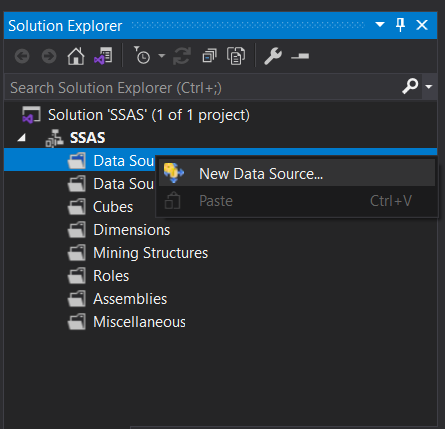 Solution Explorer
Search Solution Explorer (Ctrl+;)
Solution 'SSAS' (1 of 1 project)
SSAS
Data Sou
New Data Source...
Data Sou
Paste Ctrl+V
Cubes
Dimensions
Mining Structures
Roles
Assemblies
Miscellaneous